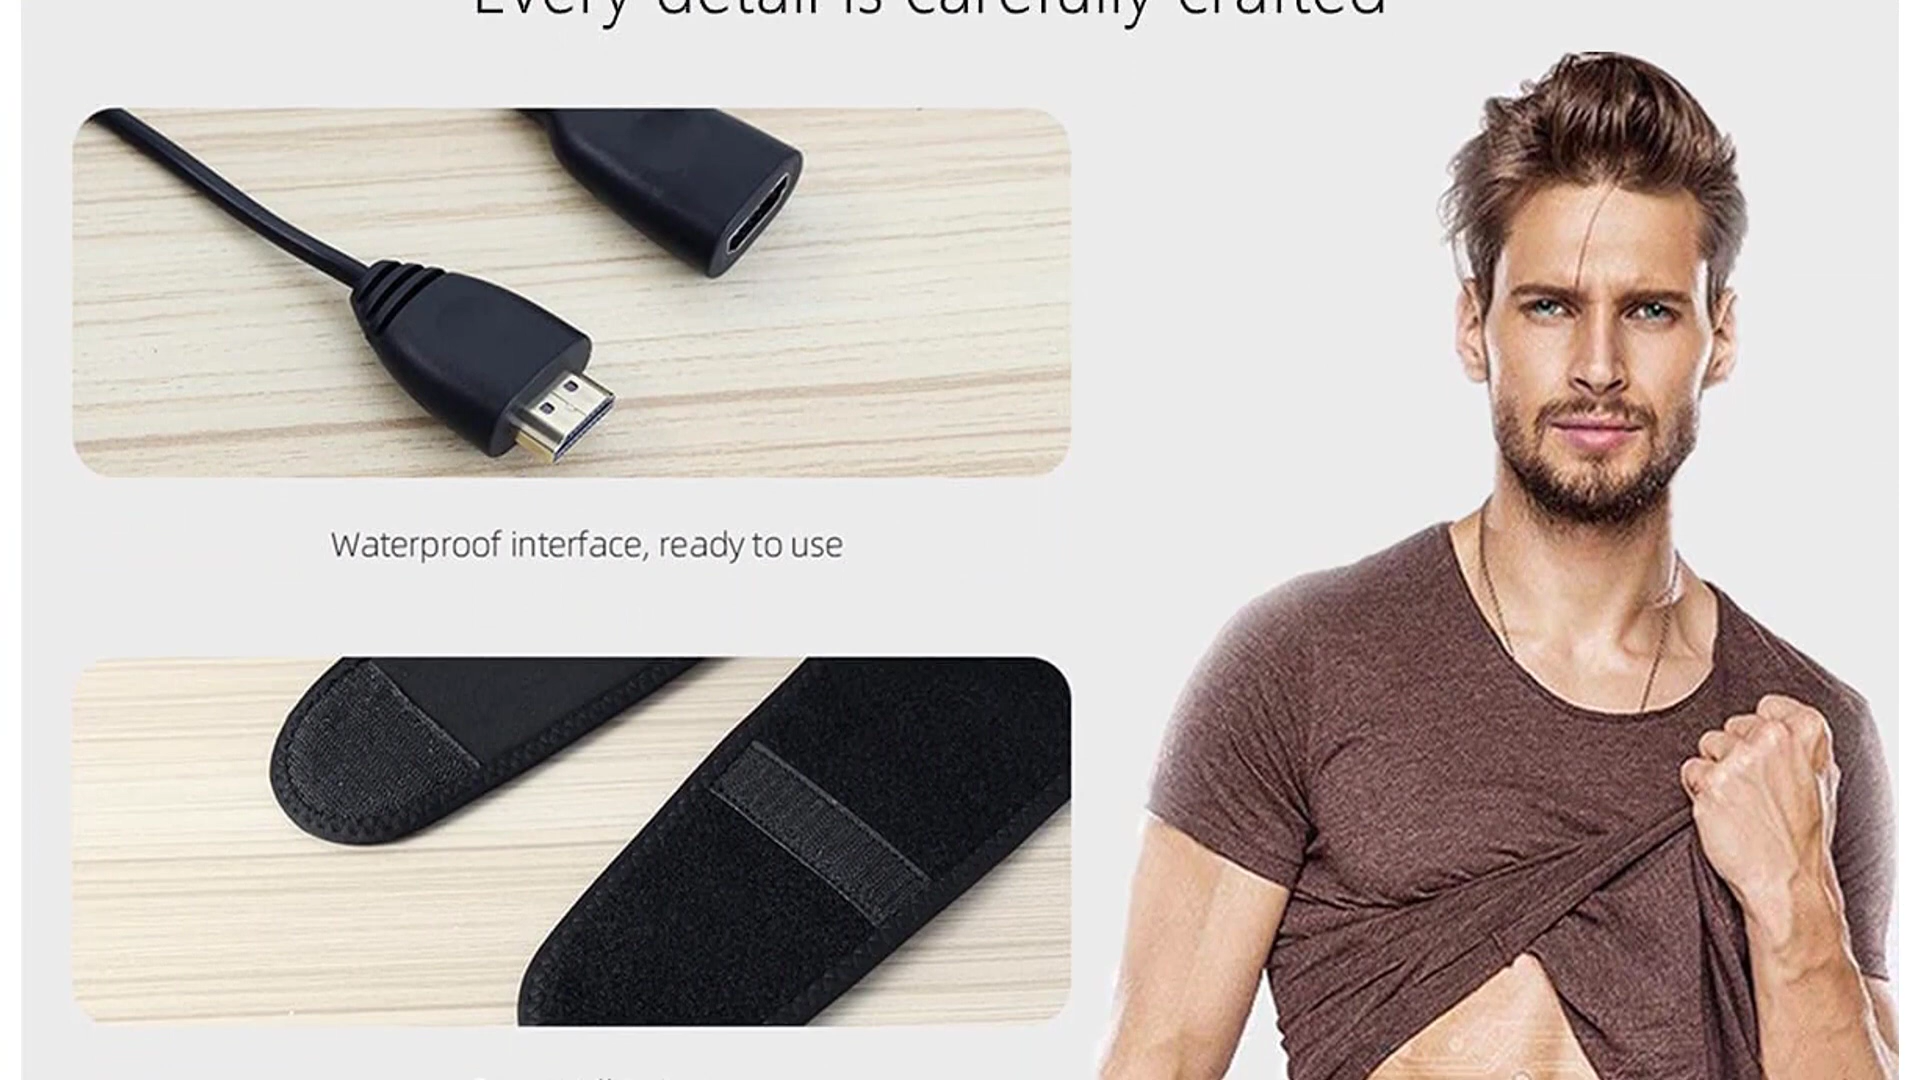 Every detail is carefully crafted
Waterproof interface, ready to use